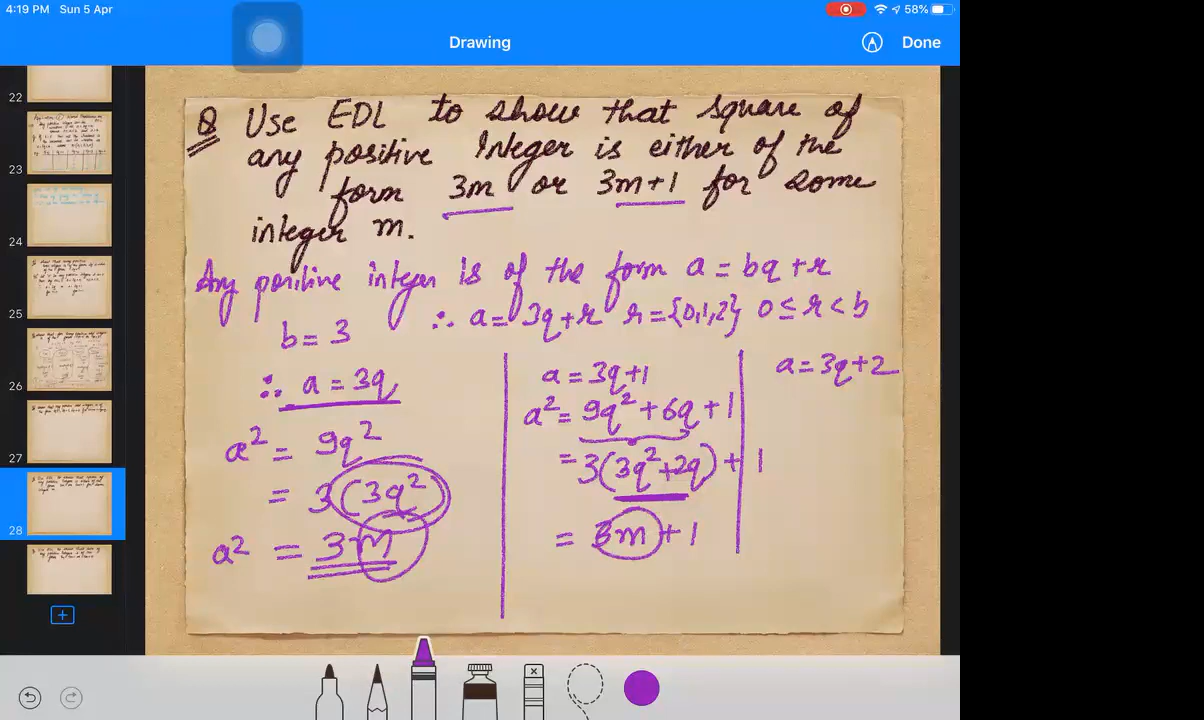 4:19 PM Sun 5 Apr
58%
Drawing
Done
22
23
24
25
26
27
28
Q Use EDL to show that square of
any positive Integer is either of the
form 3m or 3m+1 for some
integer m.
Any positive integer is of the form a = bq + r
b = 3 ∴ a = 3q + r r = {0,1,2} 0 ≤ r < b
∴ a = 3q
a² = 9q²
= 3(3q²)
a² = 3m
a = 3q+1
a² = 9q² + 6q + 1
= 3(3q² + 2q) + 1
= 3m + 1
a = 3q + 2